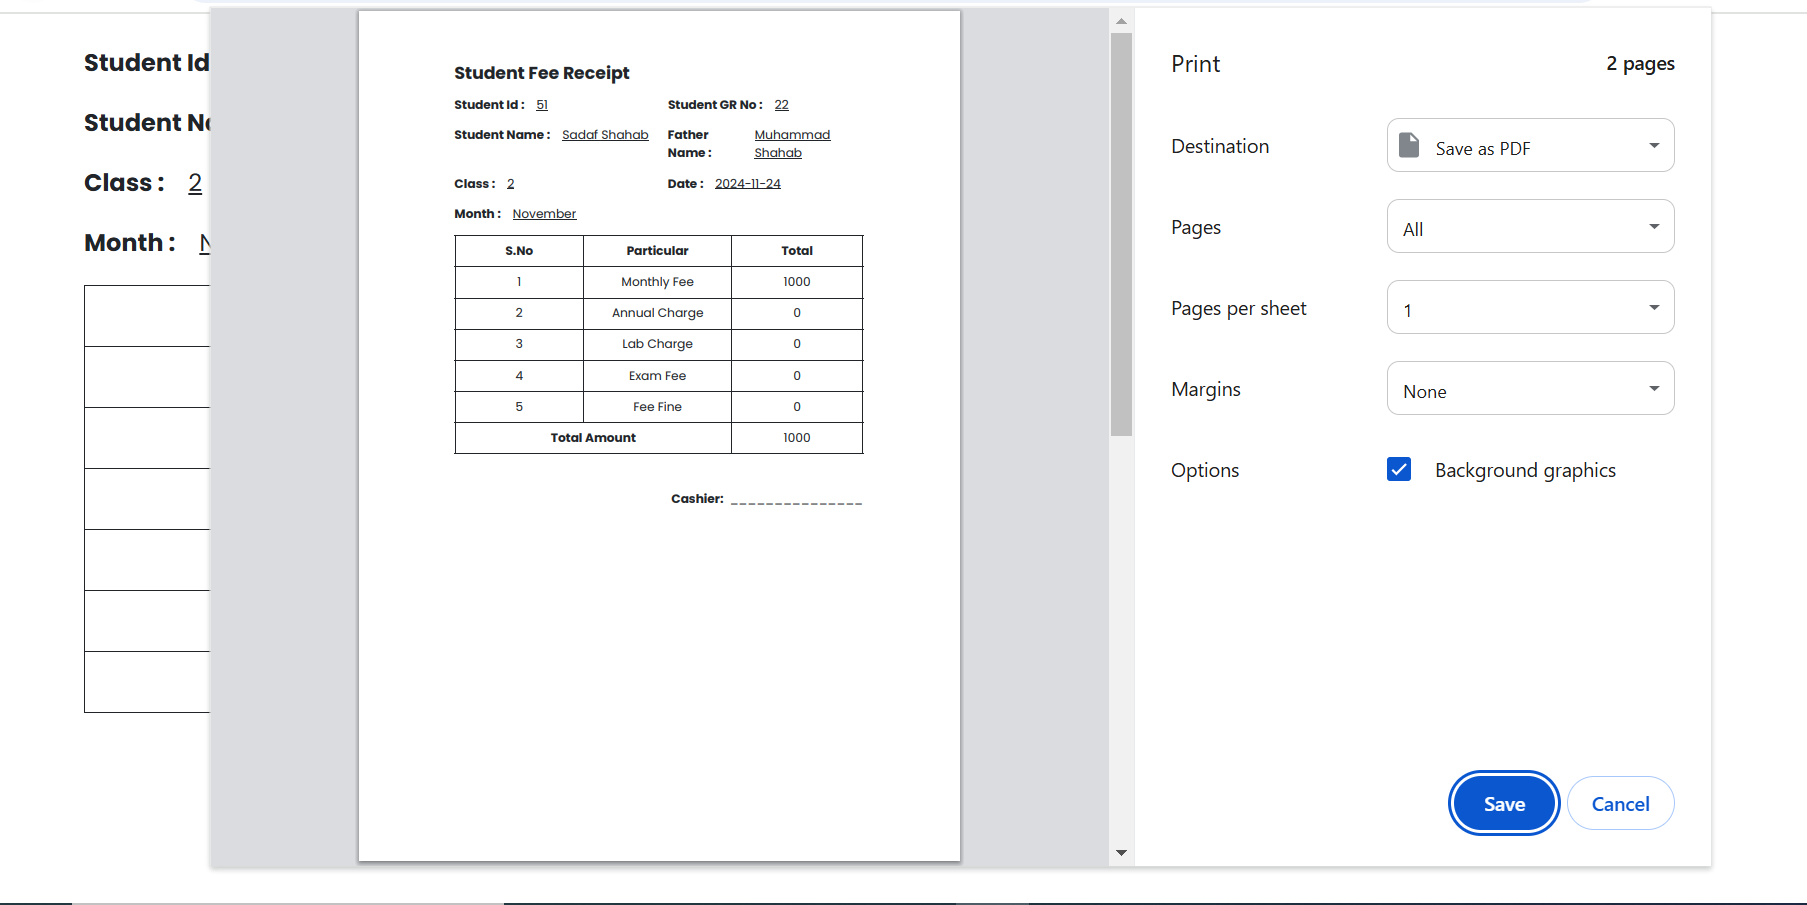 Student Id
Student Na
Class : 2
Month : N
Student Fee Receipt
Student Id : 51 Student GR No : 22
Student Name : Sadaf Shahab Father Name : Muhammad Shahab
Class : 2 Date : 2024-11-24
Month : November
S.No Particular Total
1 Monthly Fee 1000
2 Annual Charge 0
3 Lab Charge 0
4 Exam Fee 0
5 Fee Fine 0
Total Amount 1000
Cashier: _______________
Print 2 pages
Destination Save as PDF
Pages All
Pages per sheet 1
Margins None
Options Background graphics
Save Cancel